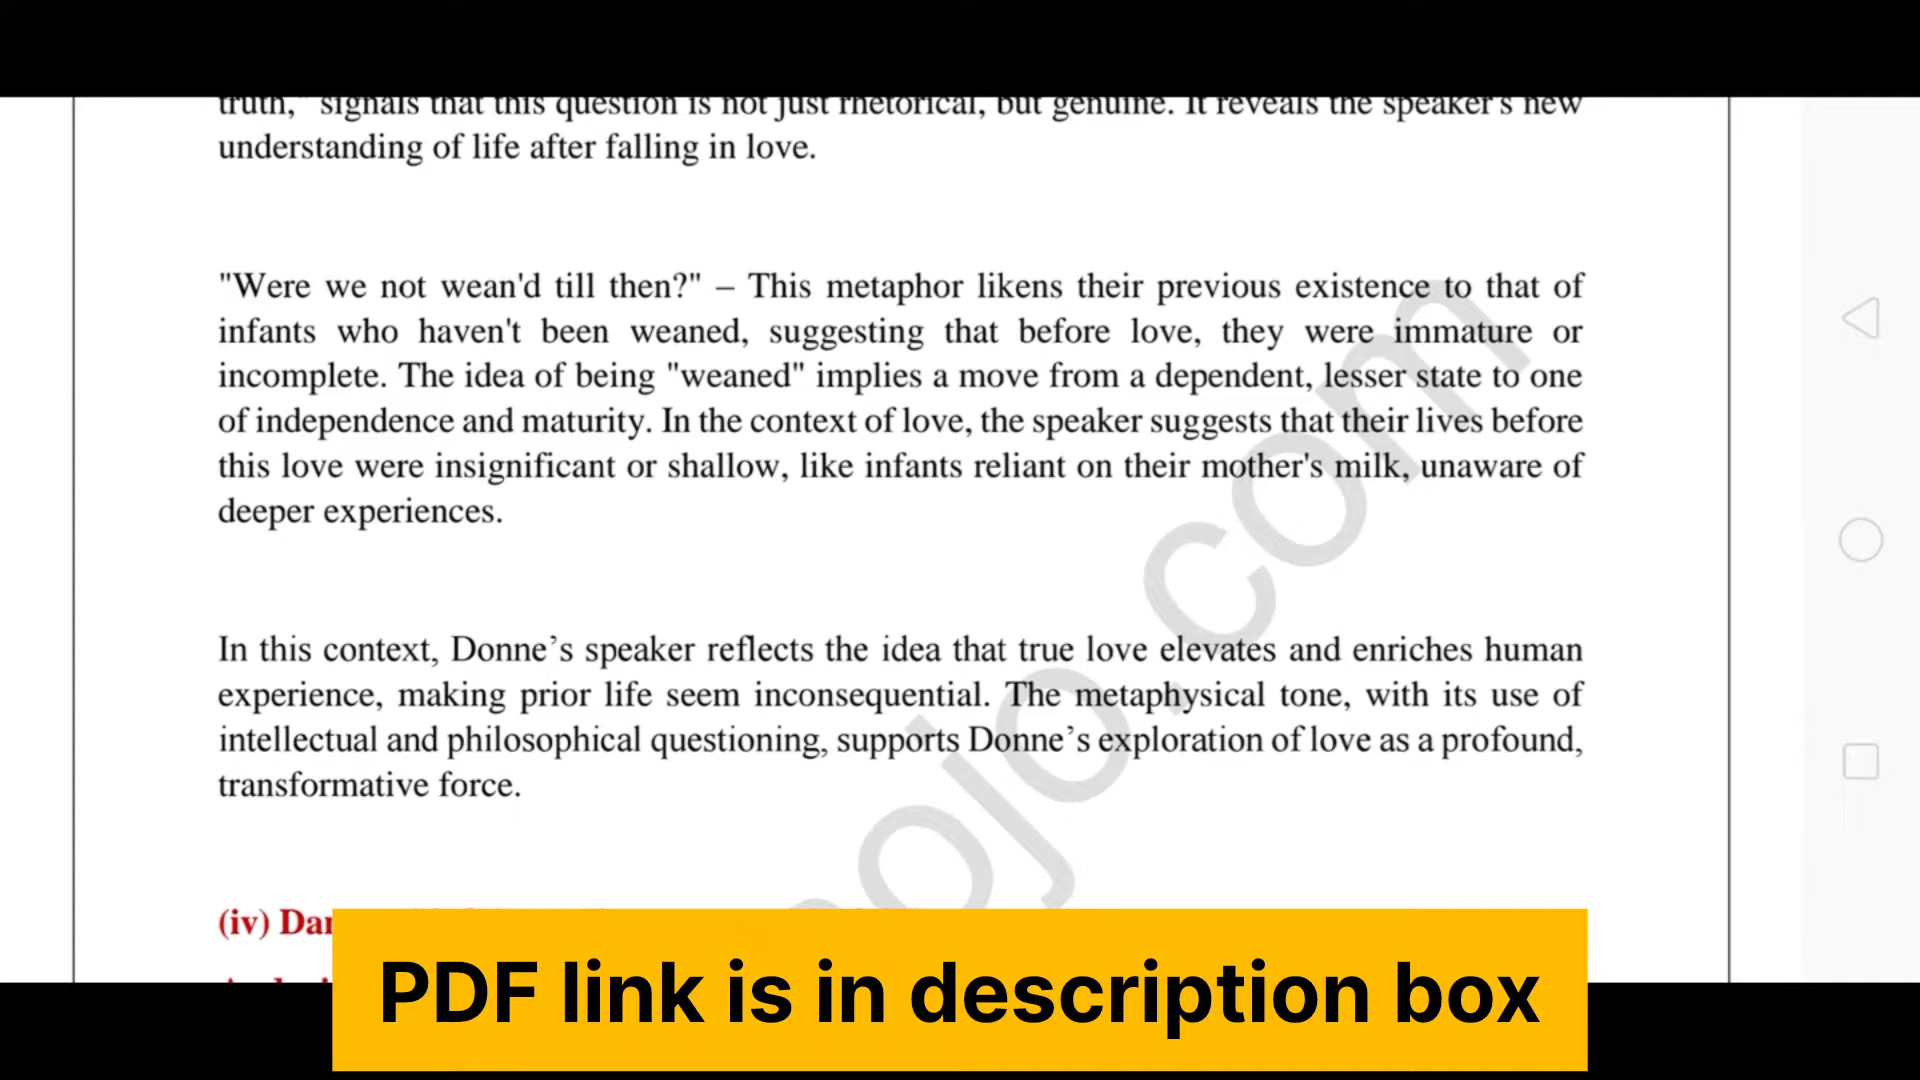 truth," signals that this question is not just rhetorical, but genuine. It reveals the speaker's new
understanding of life after falling in love.
"Were we not wean'd till then?" – This metaphor likens their previous existence to that of
infants who haven't been weaned, suggesting that before love, they were immature or
incomplete. The idea of being "weaned" implies a move from a dependent, lesser state to one
of independence and maturity. In the context of love, the speaker suggests that their lives before
this love were insignificant or shallow, like infants reliant on their mother's milk, unaware of
deeper experiences.
In this context, Donne’s speaker reflects the idea that true love elevates and enriches human
experience, making prior life seem inconsequential. The metaphysical tone, with its use of
intellectual and philosophical questioning, supports Donne’s exploration of love as a profound,
transformative force.
ojo.com
(iv)
PDF link is in description box